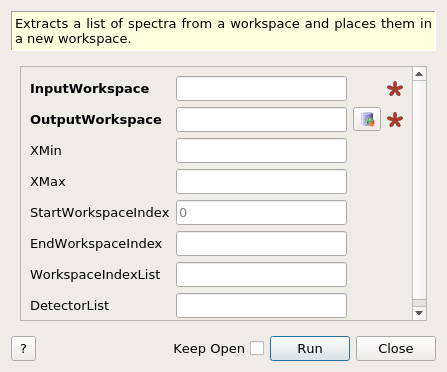 Extracts a list of spectra from a workspace and places them in
a new workspace.
InputWorkspace
OutputWorkspace
XMin
XMax
StartWorkspaceIndex 0
EndWorkspaceIndex
WorkspaceIndexList
DetectorList
? Keep Open Run Close